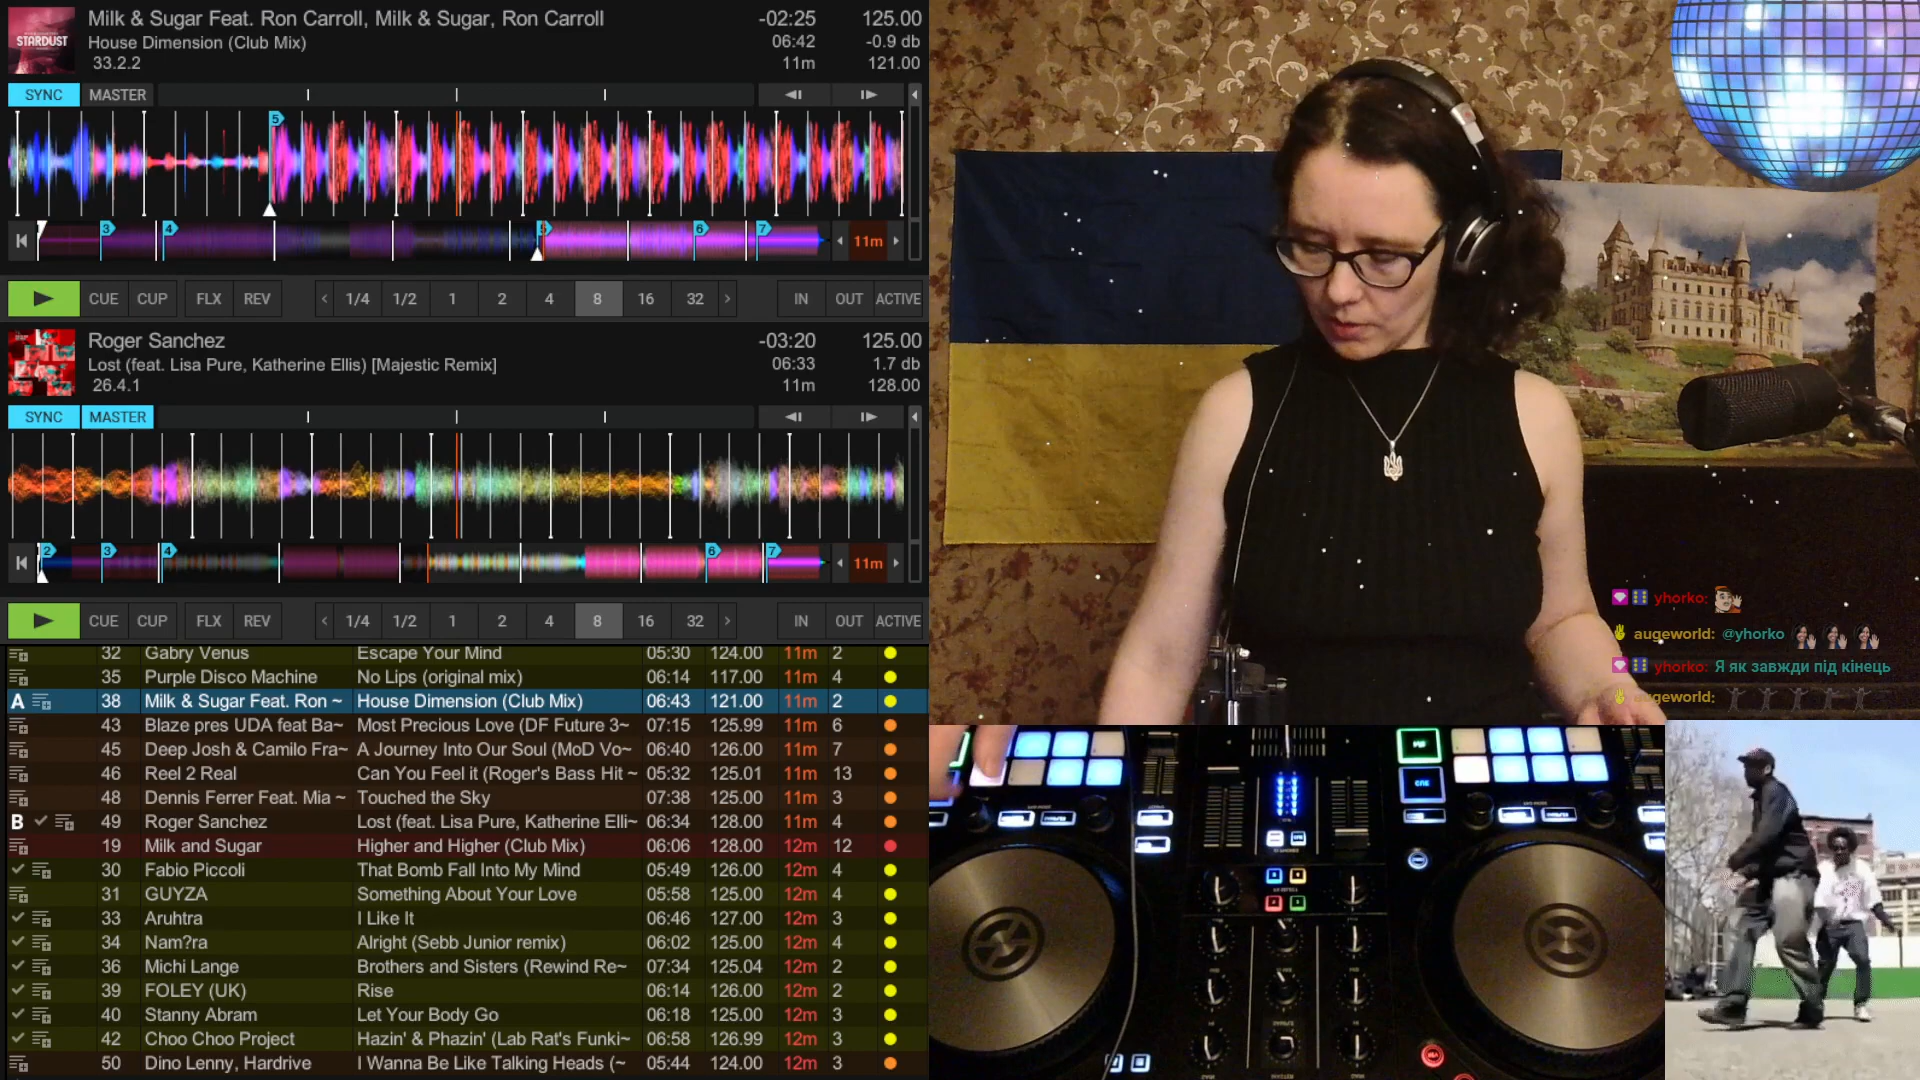 STARDUST
Milk & Sugar Feat. Ron Carroll, Milk & Sugar, Ron Carroll -02:25 125.00
House Dimension (Club Mix) 06:42 -0.9 db
33.2.2 11m 121.00
SYNC MASTER
5
3 4 5 6 7 11m
CUE CUP FLX REV 1/4 1/2 1 2 4 8 16 32 IN OUT ACTIVE
Roger Sanchez -03:20 125.00
Lost (feat. Lisa Pure, Katherine Ellis) [Majestic Remix] 06:33 1.7 db
26.4.1 11m 128.00
SYNC MASTER
2 3 4 6 7 11m
CUE CUP FLX REV 1/4 1/2 1 2 4 8 16 32 IN OUT ACTIVE
32 Gabry Venus Escape Your Mind 05:30 124.00 11m 2
35 Purple Disco Machine No Lips (original mix) 06:14 117.00 11m 4
A 38 Milk & Sugar Feat. Ron ~ House Dimension (Club Mix) 06:43 121.00 11m 2
43 Blaze pres UDA feat Ba~ Most Precious Love (DF Future 3~ 07:15 125.99 11m 6
45 Deep Josh & Camilo Fra~ A Journey Into Our Soul (MoD Vo~ 06:40 126.00 11m 7
46 Reel 2 Real Can You Feel it (Roger's Bass Hit ~ 05:32 125.01 11m 13
48 Dennis Ferrer Feat. Mia ~ Touched the Sky 07:38 125.00 11m 3
B 49 Roger Sanchez Lost (feat. Lisa Pure, Katherine Elli~ 06:34 128.00 11m 4
19 Milk and Sugar Higher and Higher (Club Mix) 06:06 128.00 12m 12
30 Fabio Piccoli That Bomb Fall Into My Mind 05:49 126.00 12m 4
31 GUYZA Something About Your Love 05:58 125.00 12m 4
33 Aruhtra I Like It 06:46 127.00 12m 3
34 Nam?ra Alright (Sebb Junior remix) 06:02 125.00 12m 4
36 Michi Lange Brothers and Sisters (Rewind Re~ 07:34 125.04 12m 2
39 FOLEY (UK) Rise 06:14 126.00 12m 2
40 Stanny Abram Let Your Body Go 06:18 125.00 12m 3
42 Choo Choo Project Hazin' & Phazin' (Lab Rat's Funki~ 06:58 126.99 12m 3
50 Dino Lenny, Hardrive I Wanna Be Like Talking Heads (~ 05:44 124.00 12m 3
yhorko:
augeworld: @yhorko
yhorko: Я як завжди під кінець
augeworld: